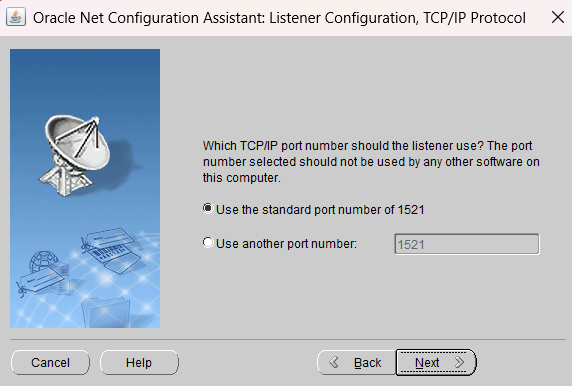 Oracle Net Configuration Assistant: Listener Configuration, TCP/IP Protocol
Which TCP/IP port number should the listener use? The port
number selected should not be used by any other software on
this computer.
Use the standard port number of 1521
Use another port number: 1521
Cancel Help Back Next